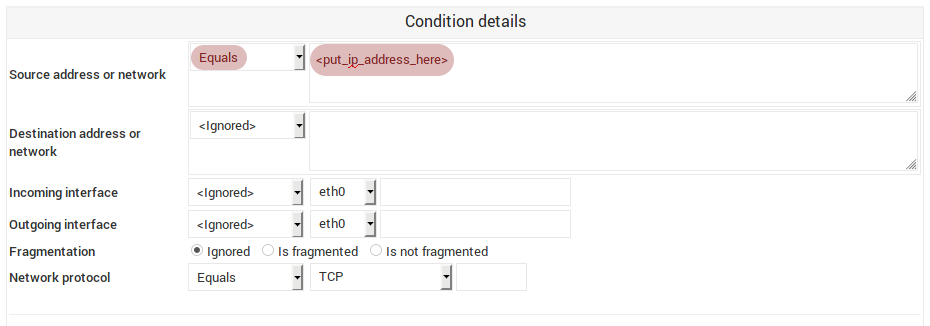 Condition details
Source address or network
Equals
<put_ip_address_here>
Destination address or
network
<Ignored>
Incoming interface
<Ignored>
eth0
Outgoing interface
<Ignored>
eth0
Fragmentation
Ignored
Is fragmented
Is not fragmented
Network protocol
Equals
TCP